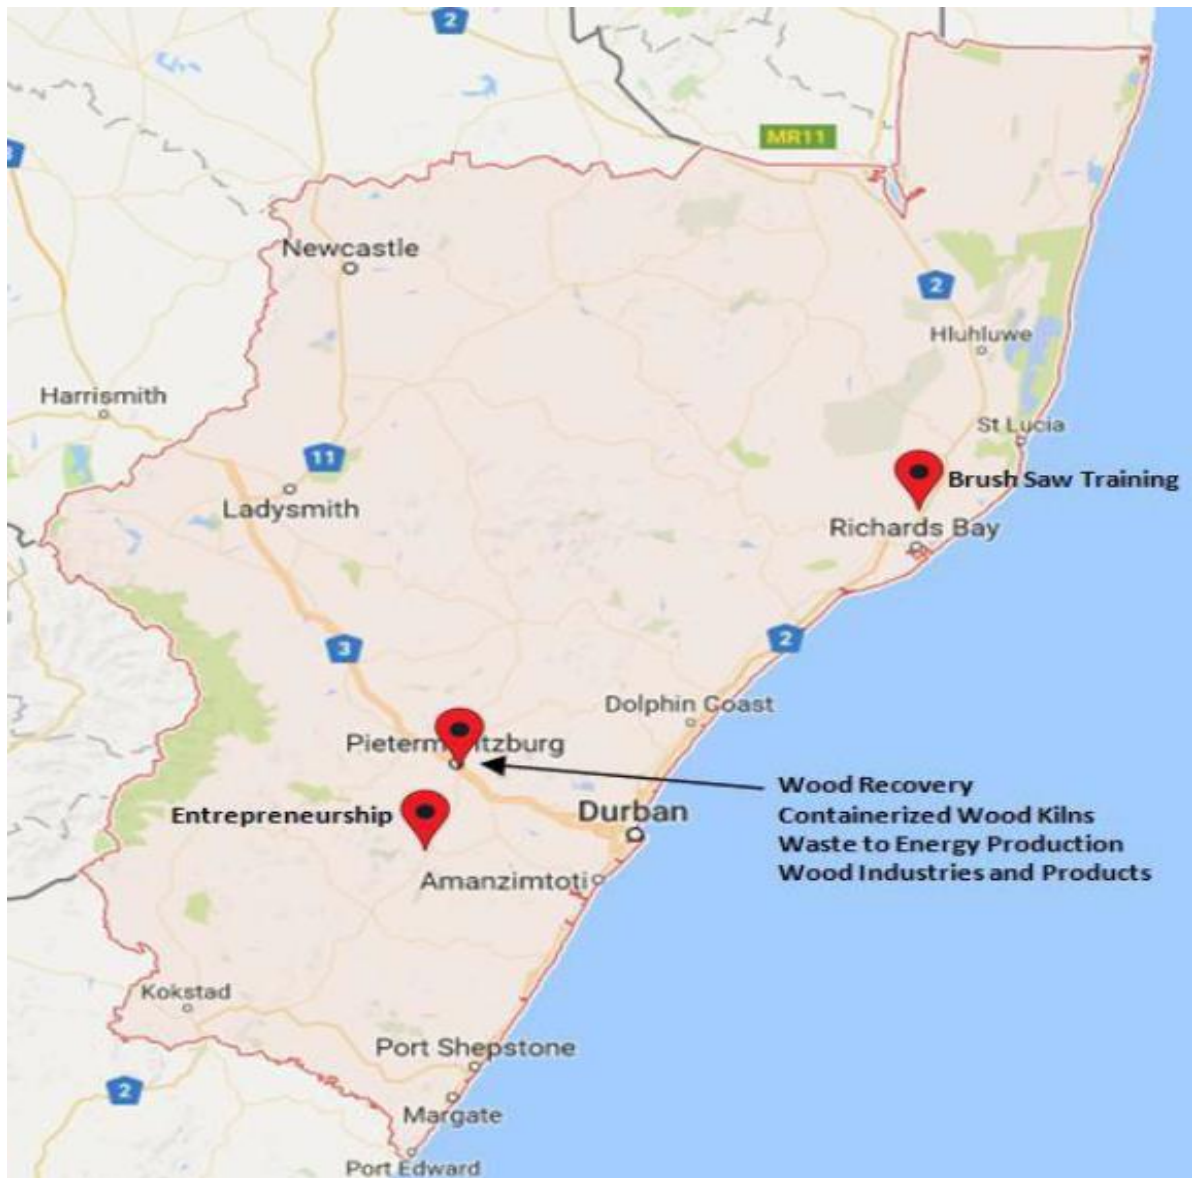 2
MR11
Newcastle
2
Hluhluwe
Harrismith
St Lucia
11
Brush Saw Training
Ladysmith
Richards Bay
3
2
Dolphin Coast
Wood Recovery
Containerized Wood Kilns
Waste to Energy Production
Wood Industries and Products
Durban
Entrepreneurship
Amanzimtoti
Kokstad
Port Shepstone
2
Margate
Port Edward